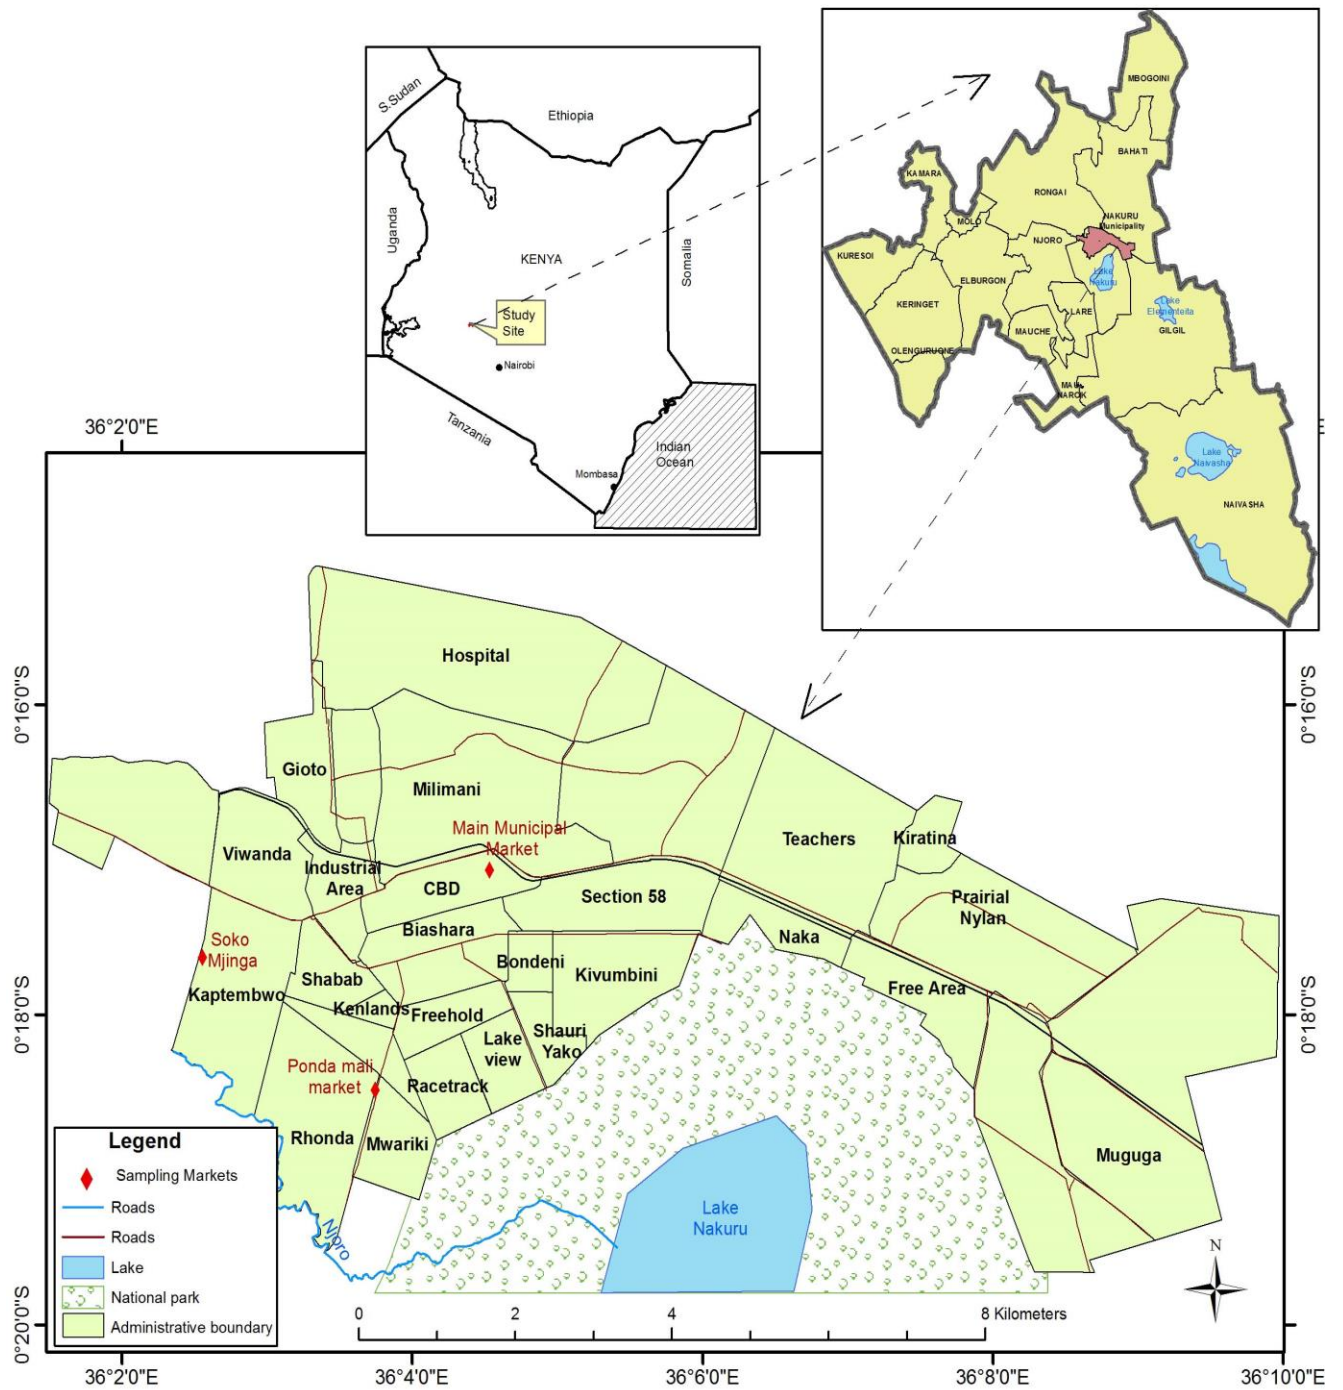 S.Sudan
Ethiopia
Uganda
KENYA
Somalia
Study
Site
Nairobi
Tanzania
Indian
Ocean
Mombasa
MBOGOINI
BAHATI
KAMARA
RONGAI
MOLO
NAKURU
Municipality
NJORO
KURESOI
ELBURGON
Lake
Nakuru
KERINGET
LARE
Lake
Elementeita
GILGIL
MAUCHE
OLENGURUONE
MAU
NAROK
Lake
Naivasha
NAIVASHA
36°2'0"E
E
0°16'0"S
0°16'0"S
Hospital
Gioto
Milimani
Main Municipal
Market
Teachers
Kiratina
Viwanda
Industrial
Area
CBD
Section 58
Prairial
Nylan
Biashara
Soko
Mjinga
Naka
Bondeni
Kivumbini
Shabab
Kaptembwo
Free Area
Kenlands
Freehold
0°18'0"S
0°18'0"S
Lake
view
Shauri
Yako
Ponda mali
market
Racetrack
Rhonda
Mwariki
Muguga
Lake
Nakuru
Njoro
Legend
Sampling Markets
Roads
Roads
Lake
National park
Administrative boundary
N
0 2 4 8 Kilometers
0°20'0"S
36°2'0"E 36°4'0"E 36°6'0"E 36°8'0"E 36°10'0"E